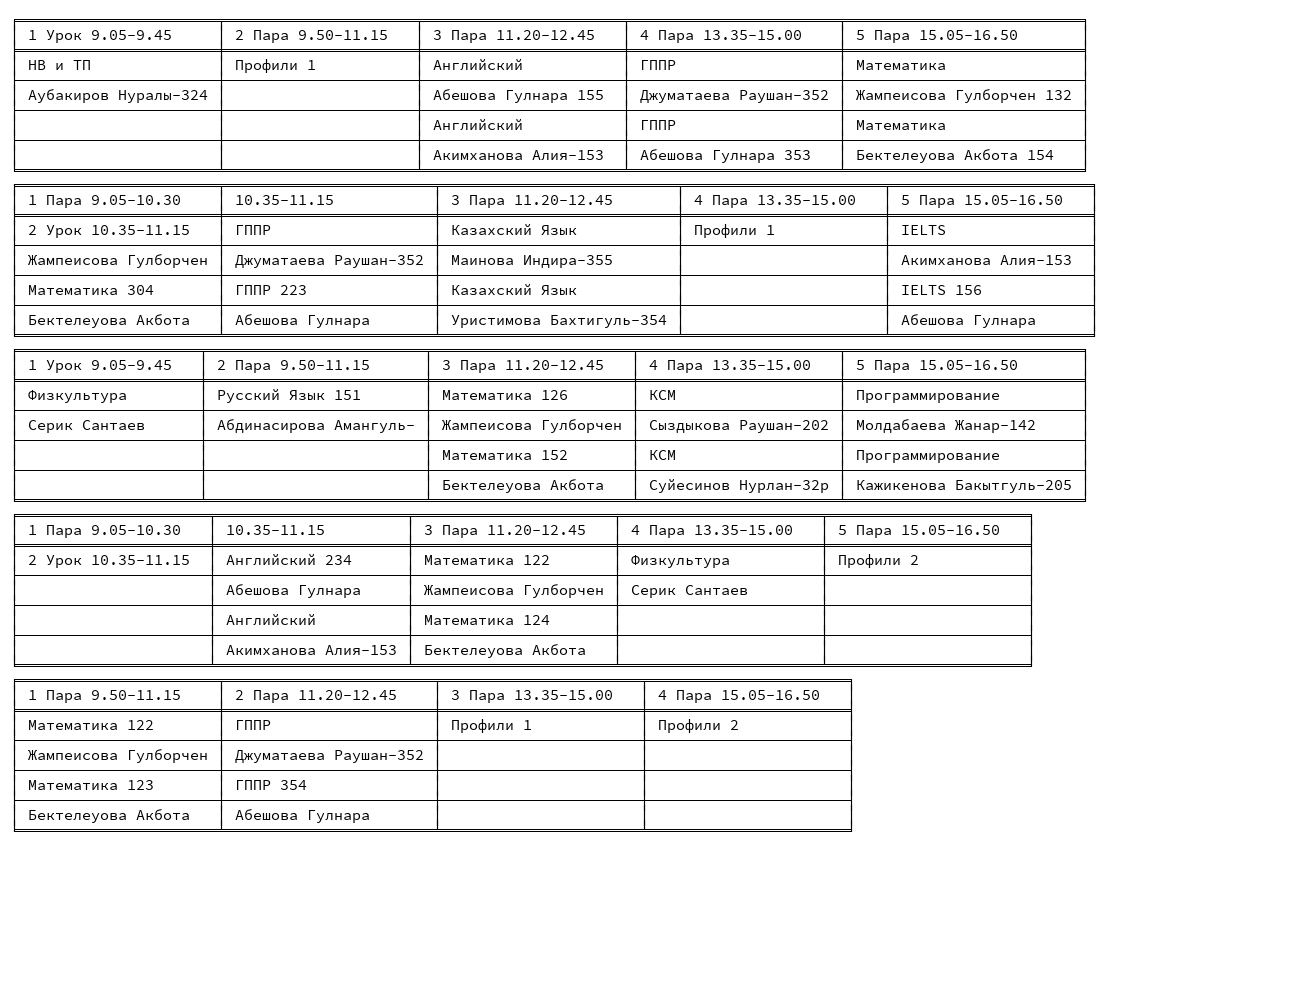 1 Урок 9.05-9.45 2 Пара 9.50-11.15 3 Пара 11.20-12.45 4 Пара 13.35-15.00 5 Пара 15.05-16.50
НВ и ТП Профили 1 Английский ГППР Математика
Аубакиров Нуралы-324 Абешова Гулнара 155 Джуматаева Раушан-352 Жампеисова Гулборчен 132
Английский ГППР Математика
Акимханова Алия-153 Абешова Гулнара 353 Бектелеуова Акбота 154
1 Пара 9.05-10.30 10.35-11.15 3 Пара 11.20-12.45 4 Пара 13.35-15.00 5 Пара 15.05-16.50
2 Урок 10.35-11.15 ГППР Казахский Язык Профили 1 IELTS
Жампеисова Гулборчен Джуматаева Раушан-352 Маинова Индира-355 Акимханова Алия-153
Математика 304 ГППР 223 Казахский Язык IELTS 156
Бектелеуова Акбота Абешова Гулнара Уристимова Бахтигуль-354 Абешова Гулнара
1 Урок 9.05-9.45 2 Пара 9.50-11.15 3 Пара 11.20-12.45 4 Пара 13.35-15.00 5 Пара 15.05-16.50
Физкультура Русский Язык 151 Математика 126 КСМ Программирование
Серик Сантаев Абдинасирова Амангуль- Жампеисова Гулборчен Сыздыкова Раушан-202 Молдабаева Жанар-142
Математика 152 КСМ Программирование
Бектелеуова Акбота Суйесинов Нурлан-32р Кажикенова Бакытгуль-205
1 Пара 9.05-10.30 10.35-11.15 3 Пара 11.20-12.45 4 Пара 13.35-15.00 5 Пара 15.05-16.50
2 Урок 10.35-11.15 Английский 234 Математика 122 Физкультура Профили 2
Абешова Гулнара Жампеисова Гулборчен Серик Сантаев
Английский Математика 124
Акимханова Алия-153 Бектелеуова Акбота
1 Пара 9.50-11.15 2 Пара 11.20-12.45 3 Пара 13.35-15.00 4 Пара 15.05-16.50
Математика 122 ГППР Профили 1 Профили 2
Жампеисова Гулборчен Джуматаева Раушан-352
Математика 123 ГППР 354
Бектелеуова Акбота Абешова Гулнара